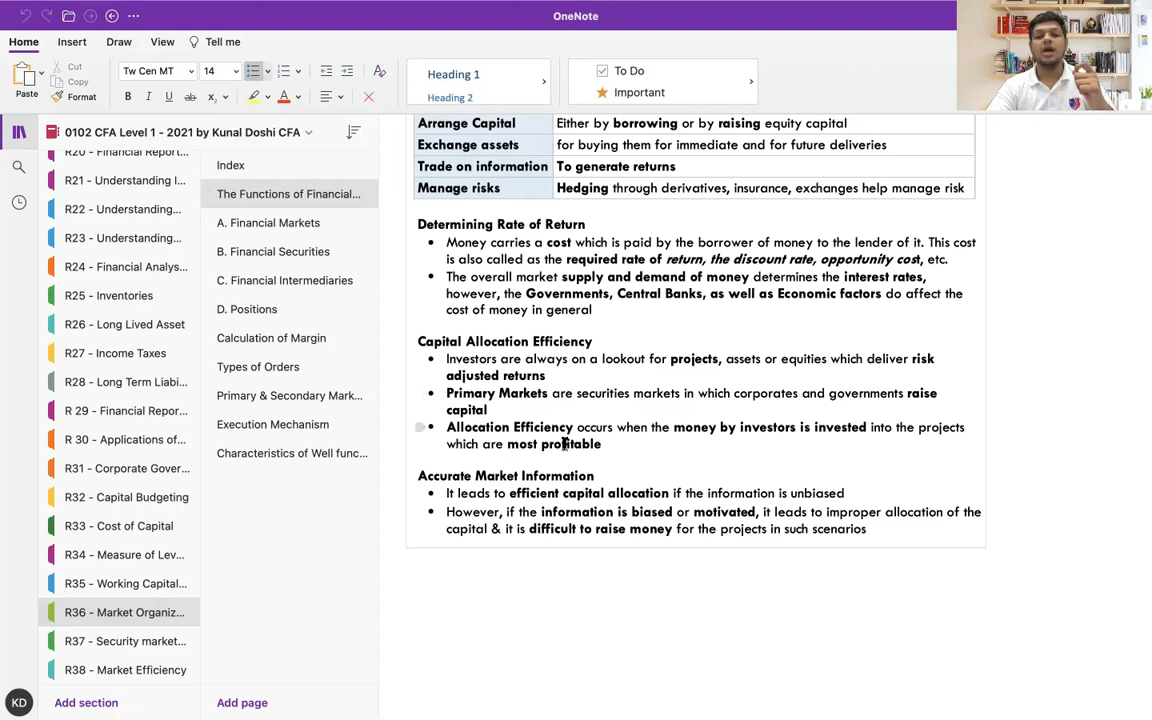 OneNote
Home Insert Draw View Tell me
Paste
Cut
Copy
Format
Tw Cen MT 14
B I U ab x₂ A
Heading 1
Heading 2
To Do
Important
0102 CFA Level 1 - 2021 by Kunal Doshi CFA
R20 - Financial Report...
R21 - Understanding I...
R22 - Understanding...
R23 - Understanding...
R24 - Financial Analys...
R25 - Inventories
R26 - Long Lived Asset
R27 - Income Taxes
R28 - Long Term Liabi...
R 29 - Financial Repor...
R 30 - Applications of...
R31 - Corporate Gover...
R32 - Capital Budgeting
R33 - Cost of Capital
R34 - Measure of Lev...
R35 - Working Capital...
R36 - Market Organiz...
R37 - Security market...
R38 - Market Efficiency
KD
Add section
Index
The Functions of Financial...
A. Financial Markets
B. Financial Securities
C. Financial Intermediaries
D. Positions
Calculation of Margin
Types of Orders
Primary & Secondary Mark...
Execution Mechanism
Characteristics of Well func...
Add page
Arrange Capital Either by borrowing or by raising equity capital
Exchange assets for buying them for immediate and for future deliveries
Trade on information To generate returns
Manage risks Hedging through derivatives, insurance, exchanges help manage risk
Determining Rate of Return
• Money carries a cost which is paid by the borrower of money to the lender of it. This cost
is also called as the required rate of return, the discount rate, opportunity cost, etc.
• The overall market supply and demand of money determines the interest rates,
however, the Governments, Central Banks, as well as Economic factors do affect the
cost of money in general
Capital Allocation Efficiency
• Investors are always on a lookout for projects, assets or equities which deliver risk
adjusted returns
• Primary Markets are securities markets in which corporates and governments raise
capital
• Allocation Efficiency occurs when the money by investors is invested into the projects
which are most profitable
Accurate Market Information
• It leads to efficient capital allocation if the information is unbiased
• However, if the information is biased or motivated, it leads to improper allocation of the
capital & it is difficult to raise money for the projects in such scenarios